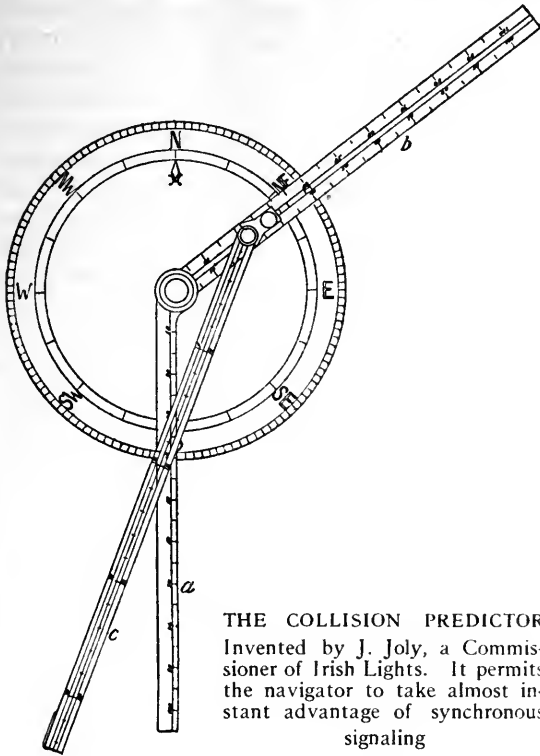 N
NW
NE
b
W
E
SW
SE
a
c
THE COLLISION PREDICTOR
Invented by J. Joly, a Commis-
sioner of Irish Lights. It permits
the navigator to take almost in-
stant advantage of synchronous
signaling